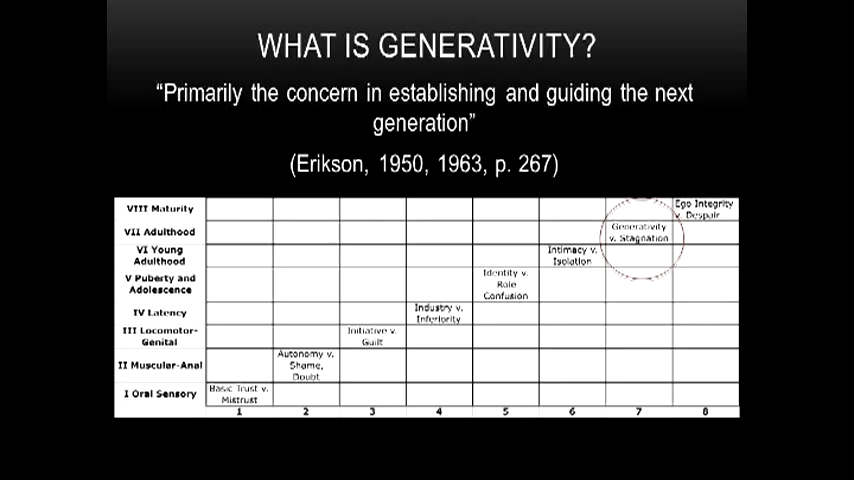 WHAT IS GENERATIVITY?
“Primarily the concern in establishing and guiding the next
generation”
(Erikson, 1950, 1963, p. 267)
VIII Maturity
Ego Integrity
v. Despair
VII Adulthood
Generativity
v. Stagnation
VI Young
Adulthood
Intimacy v.
Isolation
V Puberty and
Adolescence
Identity v.
Role
Confusion
IV Latency
Industry v.
Inferiority
III Locomotor-
Genital
Initiative v.
Guilt
II Muscular-Anal
Autonomy v.
Shame,
Doubt
I Oral Sensory
Basic Trust v.
Mistrust
1 2 3 4 5 6 7 8